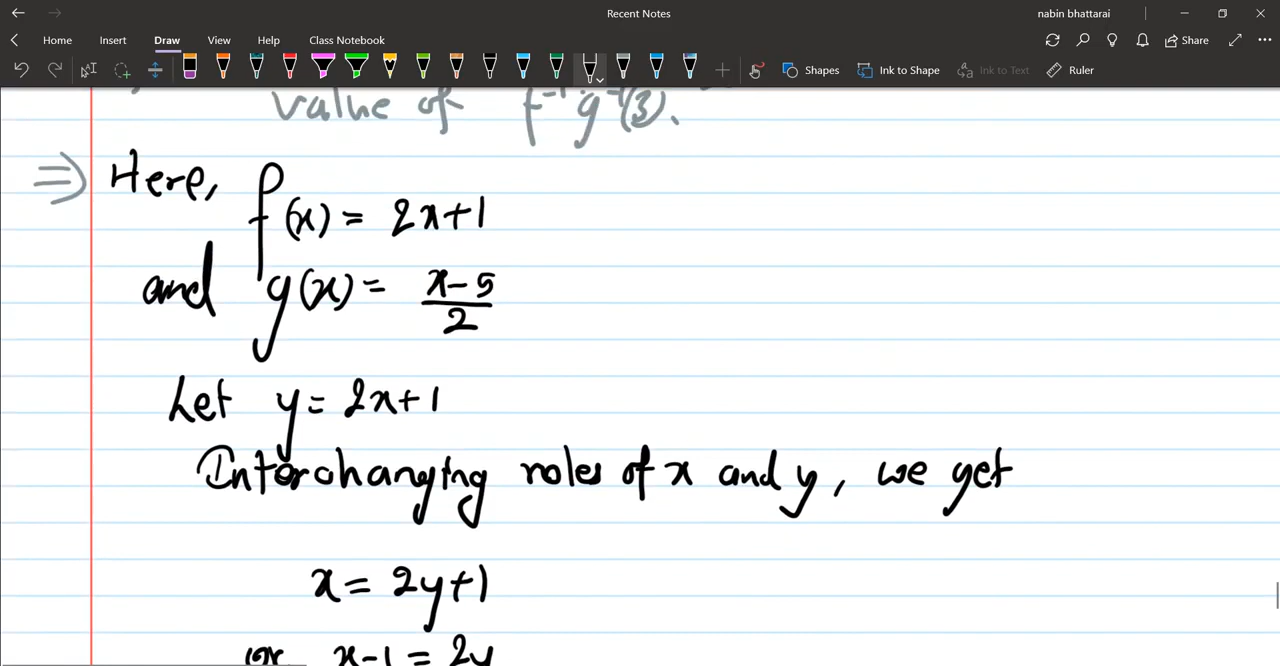 Recent Notes
nabin bhattarai
Home Insert Draw View Help Class Notebook
Share
Shapes Ink to Shape Ink to Text Ruler
value of f⁻¹g⁻¹(3).
⇒ Here, f(x) = 2x+1
and g(x) = (x-5)/2
Let y = 2x+1
Interchanging roles of x and y, we get
x = 2y+1
or x-1 = 2y